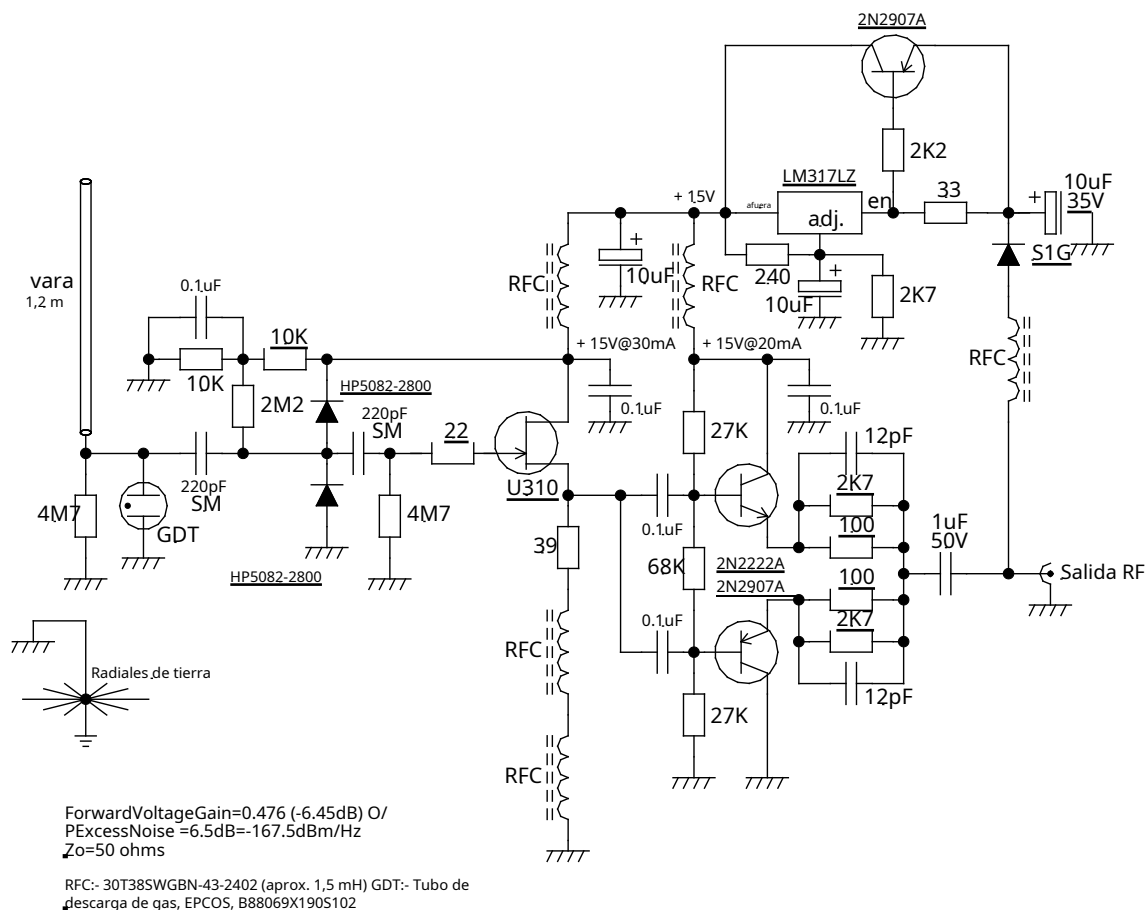 2N2907A
2K2
LM317LZ
33
10uF
35V
+ 15V
afuera
en
adj.
+
S1G
vara
1,2 m
0.1uF
RFC
+
10uF
RFC
240
+
10uF
2K7
10K
10K
+ 15V@30mA
+ 15V@20mA
RFC
HP5082-2800
2M2
220pF
SM
22
0.1uF
27K
0.1uF
12pF
220pF
SM
U310
2K7
4M7
GDT
4M7
0.1uF
100
1uF
50V
39
68K
2N2222A
2N2907A
HP5082-2800
100
Salida RF
2K7
0.1uF
RFC
Radiales de tierra
12pF
27K
RFC
ForwardVoltageGain=0.476 (-6.45dB) O/
PExcessNoise =6.5dB=-167.5dBm/Hz
Zo=50 ohms
RFC:- 30T38SWGBN-43-2402 (aprox. 1,5 mH) GDT:- Tubo de
descarga de gas, EPCOS, B88069X190S102